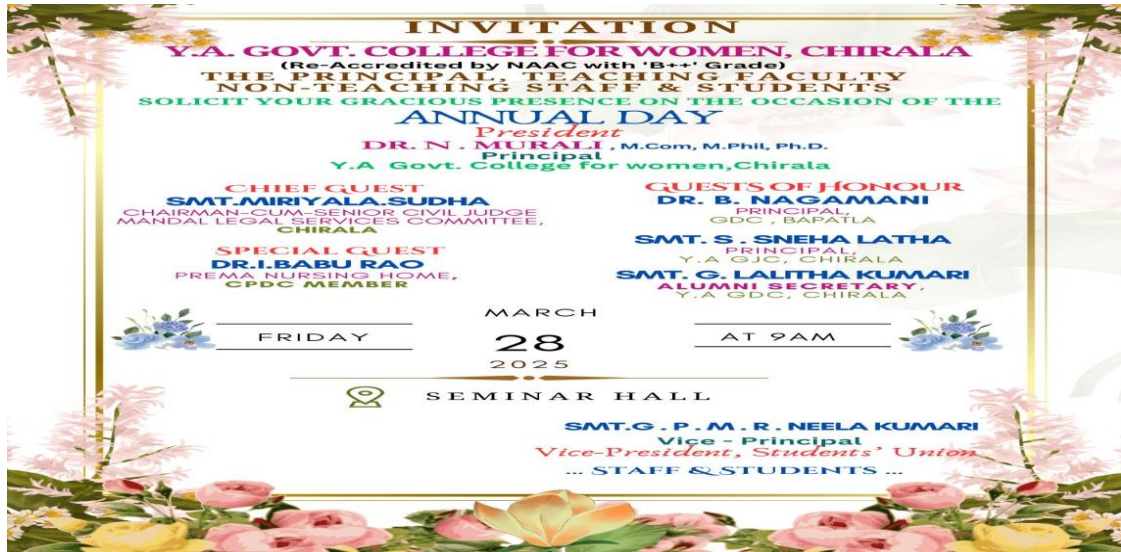 INVITATION
Y.A. GOVT. COLLEGE FOR WOMEN, CHIRALA
(Re-Accredited by NAAC with 'B++' Grade)
THE PRINCIPAL, TEACHING FACULTY
NON-TEACHING STAFF & STUDENTS
SOLICIT YOUR GRACIOUS PRESENCE ON THE OCCASION OF THE
ANNUAL DAY
President
DR. N . MURALI , M.Com, M.Phil, Ph.D.
Principal
Y.A Govt. College for women,Chirala
CHIEF GUEST
SMT.MIRIYALA.SUDHA
CHAIRMAN-CUM-SENIOR CIVIL JUDGE
MANDAL LEGAL SERVICES COMMITTEE,
CHIRALA
SPECIAL GUEST
DR.I.BABU RAO
PREMA NURSING HOME,
CPDC MEMBER
GUESTS OF HONOUR
DR. B. NAGAMANI
PRINCIPAL,
GDC , BAPATLA
SMT. S . SNEHA LATHA
PRINCIPAL,
Y.A GJC, CHIRALA
SMT. G. LALITHA KUMARI
ALUMNI SECRETARY,
Y.A GDC, CHIRALA
MARCH
FRIDAY
28
AT 9AM
2025
SEMINAR HALL
SMT.G . P . M . R . NEELA KUMARI
Vice - Principal
Vice-President, Students' Union
... STAFF & STUDENTS ...